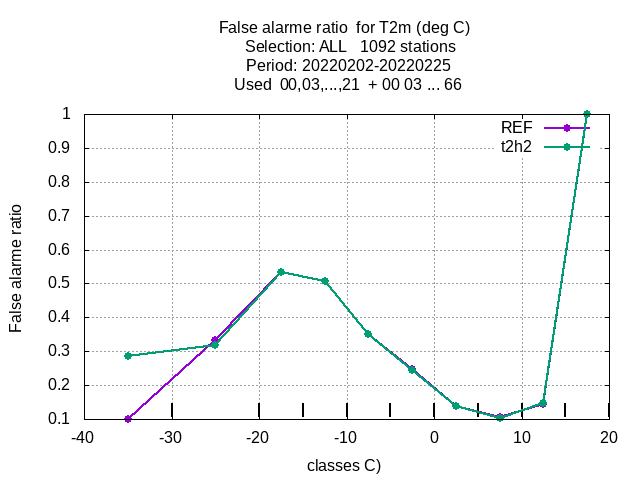 False alarme ratio  for T2m (deg C)
Selection: ALL   1092 stations
Period: 20220202-20220225
Used  00,03,...,21  + 00 03 ... 66
REF
t2h2
1
0.9
0.8
0.7
0.6
0.5
0.4
0.3
0.2
0.1
False alarme ratio
-40 -30 -20 -10 0 10 20
classes C)